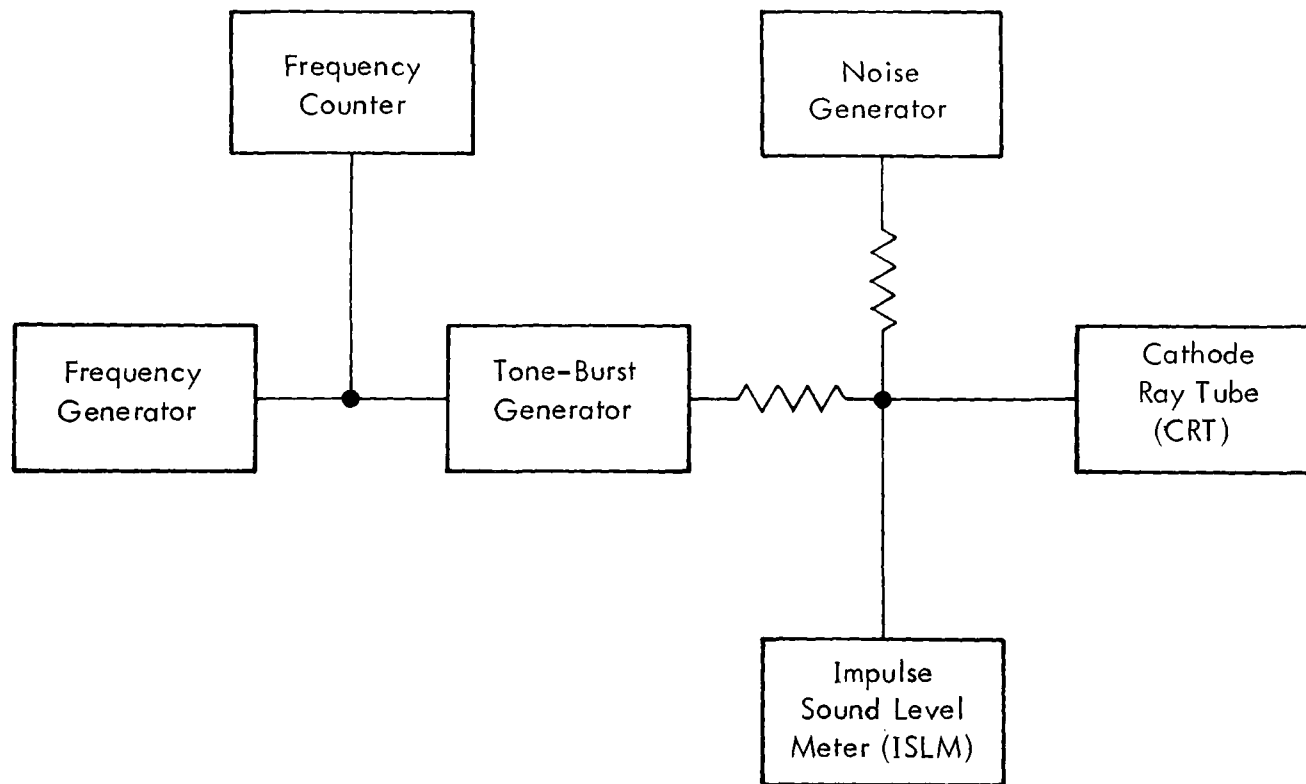 Frequency
Counter
Noise
Generator
Frequency
Generator
Tone-Burst
Generator
Cathode
Ray Tube
(CRT)
Impulse
Sound Level
Meter (ISLM)